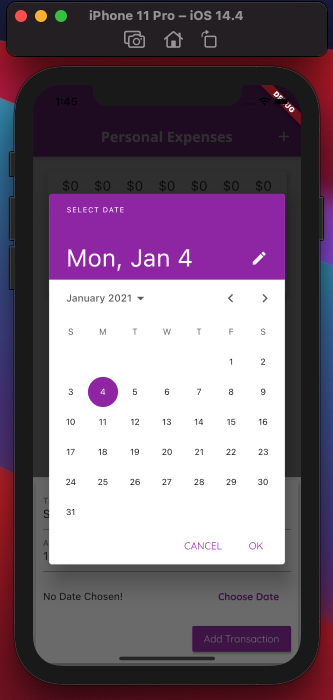 iPhone 11 Pro – iOS 14.4
1:45
DEBUG
Personal Expenses +
$0 $0 $0 $0 $0 $0 $0
SELECT DATE
Mon, Jan 4
January 2021
S M T W T F S
1 2
3 4 5 6 7 8 9
10 11 12 13 14 15 16
17 18 19 20 21 22 23
24 25 26 27 28 29 30
31
CANCEL OK
No Date Chosen! Choose Date
Add Transaction